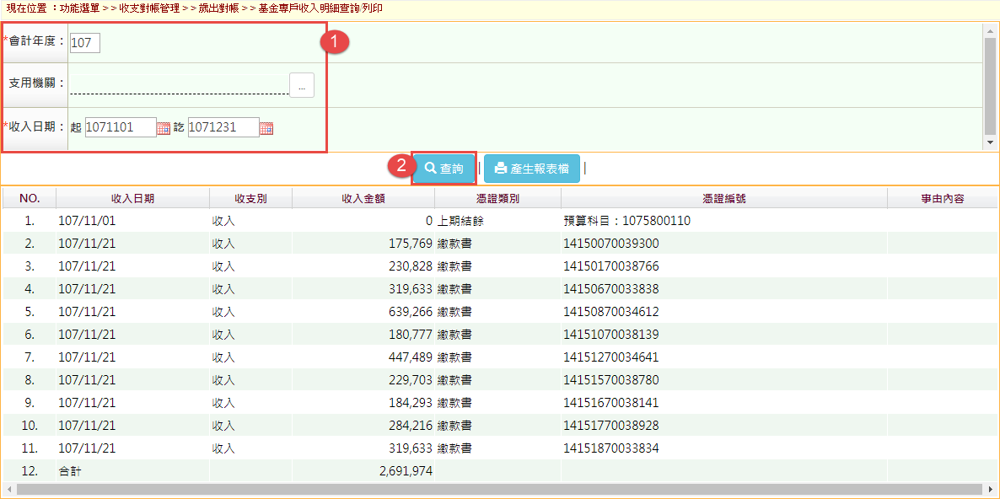 現在位置 ：功能選單>>收支對帳管理>>歲出對帳>>基金專戶收入明細查詢/列印
*會計年度： 107 1
支用機關： ...
*收入日期： 起 1071101 訖 1071231
2 查詢 | 產生報表檔 |
NO. 收入日期 收支別 收入金額 憑證類別 憑證編號 事由內容
1. 107/11/01 收入 0 上期結餘 預算科目：1075800110
2. 107/11/21 收入 175,769 繳款書 14150070039300
3. 107/11/21 收入 230,828 繳款書 14150170038766
4. 107/11/21 收入 319,633 繳款書 14150670033838
5. 107/11/21 收入 639,266 繳款書 14150870034612
6. 107/11/21 收入 180,777 繳款書 14151070038139
7. 107/11/21 收入 447,489 繳款書 14151270034641
8. 107/11/21 收入 229,703 繳款書 14151570038780
9. 107/11/21 收入 184,293 繳款書 14151670038141
10. 107/11/21 收入 284,216 繳款書 14151770038928
11. 107/11/21 收入 319,633 繳款書 14151870033834
12. 合計 2,691,974